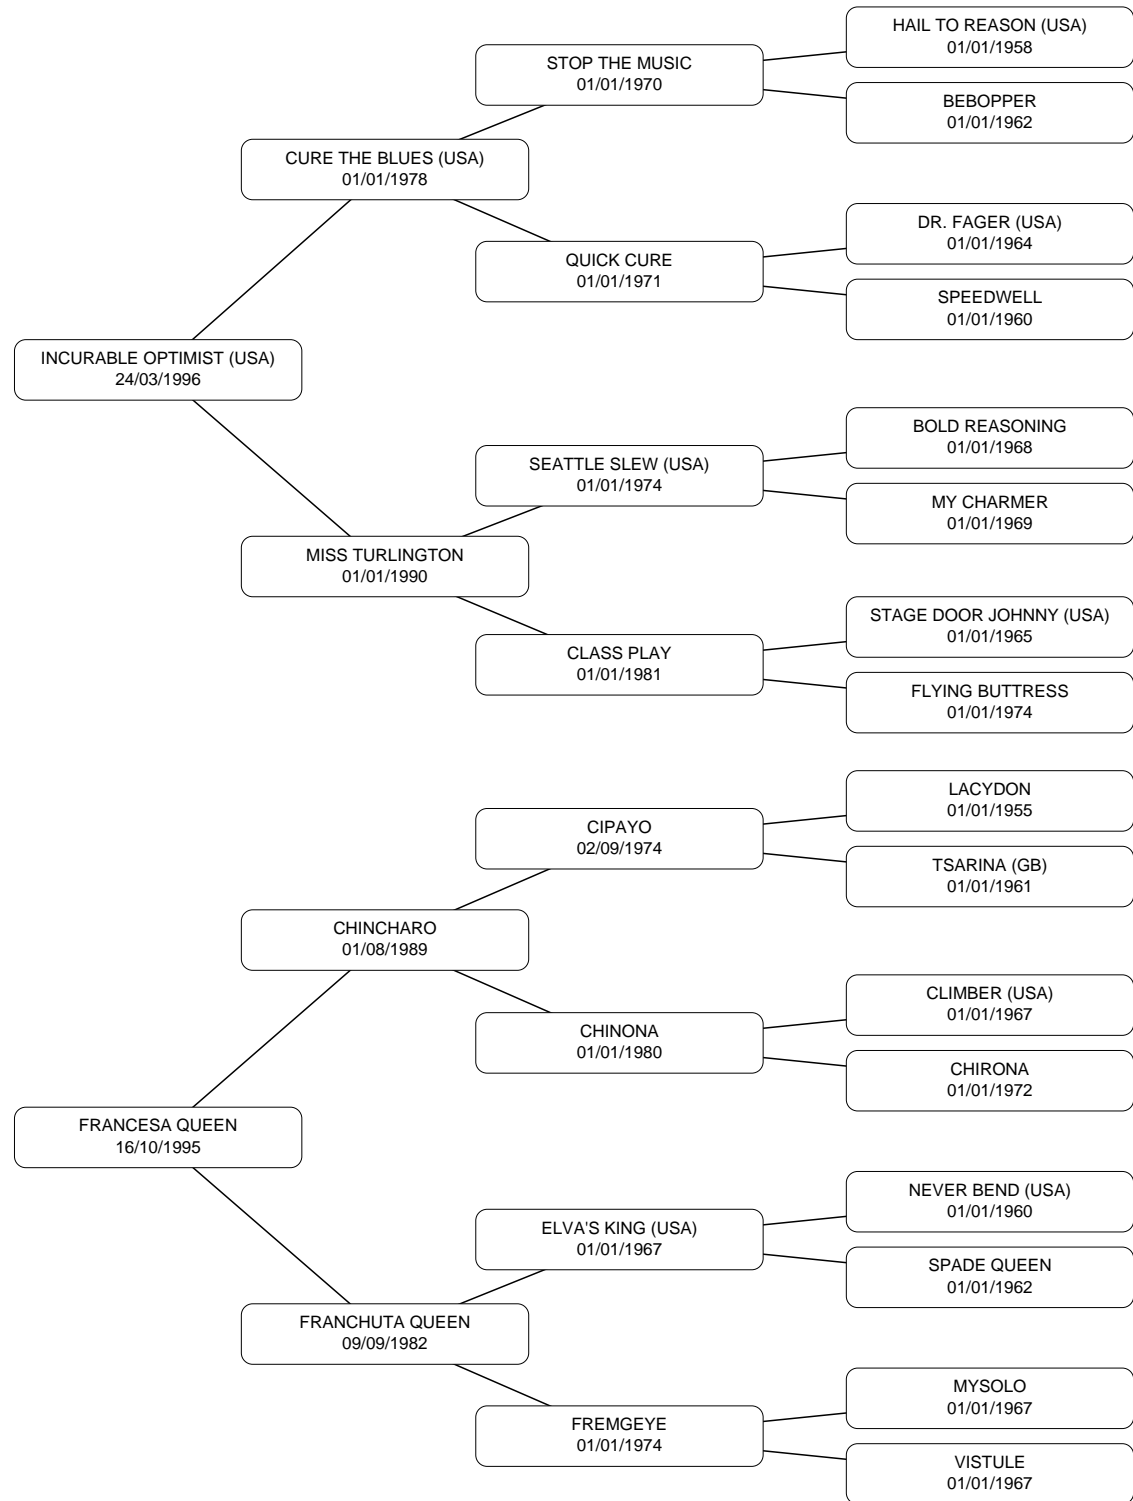 HAIL TO REASON (USA)
01/01/1958
STOP THE MUSIC
01/01/1970
BEBOPPER
01/01/1962
CURE THE BLUES (USA)
01/01/1978
DR. FAGER (USA)
01/01/1964
QUICK CURE
01/01/1971
SPEEDWELL
01/01/1960
INCURABLE OPTIMIST (USA)
24/03/1996
BOLD REASONING
01/01/1968
SEATTLE SLEW (USA)
01/01/1974
MY CHARMER
01/01/1969
MISS TURLINGTON
01/01/1990
STAGE DOOR JOHNNY (USA)
01/01/1965
CLASS PLAY
01/01/1981
FLYING BUTTRESS
01/01/1974
LACYDON
01/01/1955
CIPAYO
02/09/1974
TSARINA (GB)
01/01/1961
CHINCHARO
01/08/1989
CLIMBER (USA)
01/01/1967
CHINONA
01/01/1980
CHIRONA
01/01/1972
FRANCESA QUEEN
16/10/1995
NEVER BEND (USA)
01/01/1960
ELVA'S KING (USA)
01/01/1967
SPADE QUEEN
01/01/1962
FRANCHUTA QUEEN
09/09/1982
MYSOLO
01/01/1967
FREMGEYE
01/01/1974
VISTULE
01/01/1967